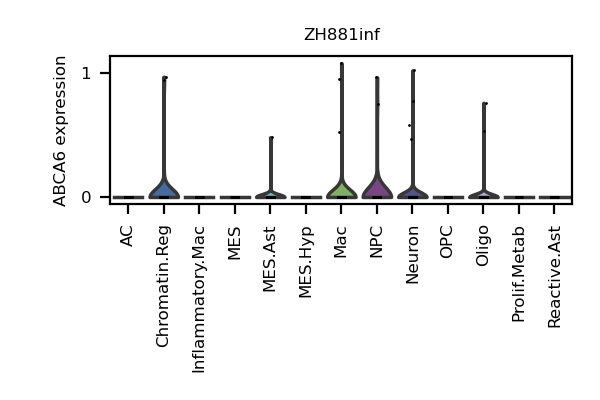 ZH881inf
ABCA6 expression
1
0
AC
Chromatin.Reg
Inflammatory.Mac
MES
MES.Ast
MES.Hyp
Mac
NPC
Neuron
OPC
Oligo
Prolif.Metab
Reactive.Ast